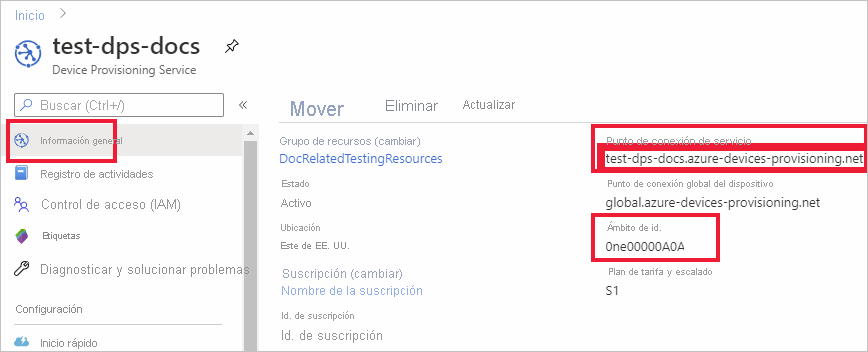 Inicio
test-dps-docs
Device Provisioning Service
Buscar (Ctrl+/)
Información general
Registro de actividades
Control de acceso (IAM)
Etiquetas
Diagnosticar y solucionar problemas
Configuración
Inicio rápido
Mover Eliminar Actualizar
Grupo de recursos (cambiar)
DocRelatedTestingResources
Estado
Activo
Ubicación
Este de EE. UU.
Suscripción (cambiar)
Nombre de la suscripción
Id. de suscripción
Id. de suscripción
Punto de conexión de servicio
test-dps-docs.azure-devices-provisioning.net
Punto de conexión global del dispositivo
global.azure-devices-provisioning.net
Ámbito de id.
0ne00000A0A
Plan de tarifa y escalado
S1